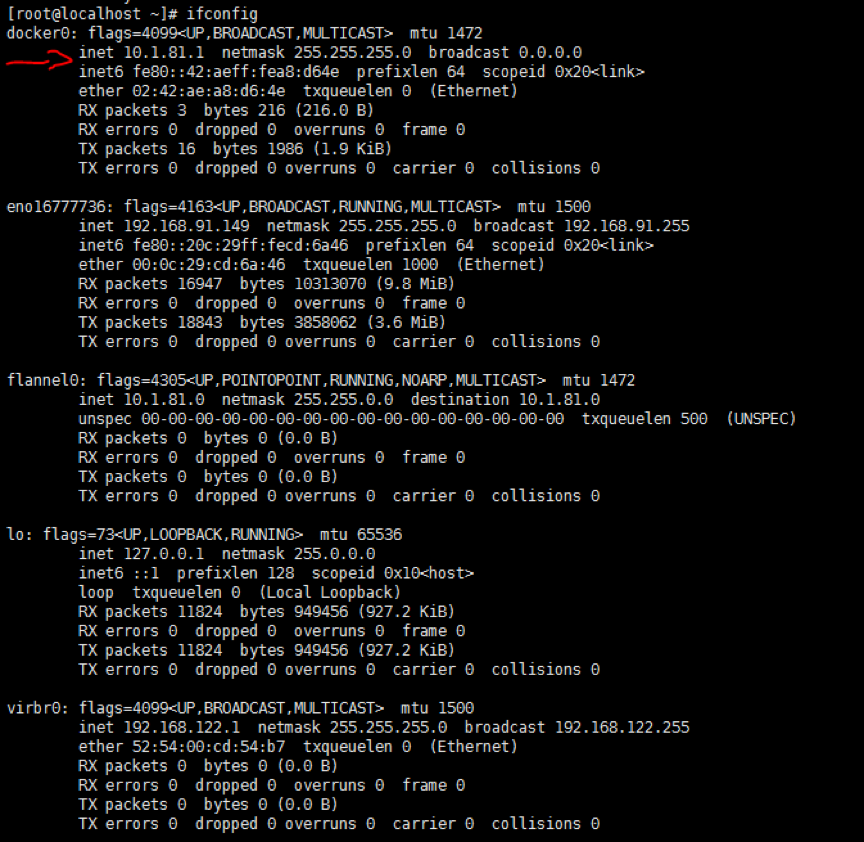 [root@localhost ~]# ifconfig
docker0: flags=4099<UP,BROADCAST,MULTICAST>  mtu 1472
        inet 10.1.81.1  netmask 255.255.255.0  broadcast 0.0.0.0
        inet6 fe80::42:aeff:fea8:d64e  prefixlen 64  scopeid 0x20<link>
        ether 02:42:ae:a8:d6:4e  txqueuelen 0  (Ethernet)
        RX packets 3  bytes 216 (216.0 B)
        RX errors 0  dropped 0  overruns 0  frame 0
        TX packets 16  bytes 1986 (1.9 KiB)
        TX errors 0  dropped 0 overruns 0  carrier 0  collisions 0

eno16777736: flags=4163<UP,BROADCAST,RUNNING,MULTICAST>  mtu 1500
        inet 192.168.91.149  netmask 255.255.255.0  broadcast 192.168.91.255
        inet6 fe80::20c:29ff:fecd:6a46  prefixlen 64  scopeid 0x20<link>
        ether 00:0c:29:cd:6a:46  txqueuelen 1000  (Ethernet)
        RX packets 16947  bytes 10313070 (9.8 MiB)
        RX errors 0  dropped 0  overruns 0  frame 0
        TX packets 18843  bytes 3858062 (3.6 MiB)
        TX errors 0  dropped 0 overruns 0  carrier 0  collisions 0

flannel0: flags=4305<UP,POINTOPOINT,RUNNING,NOARP,MULTICAST>  mtu 1472
        inet 10.1.81.0  netmask 255.255.0.0  destination 10.1.81.0
        unspec 00-00-00-00-00-00-00-00-00-00-00-00-00-00-00-00  txqueuelen 500  (UNSPEC)
        RX packets 0  bytes 0 (0.0 B)
        RX errors 0  dropped 0  overruns 0  frame 0
        TX packets 0  bytes 0 (0.0 B)
        TX errors 0  dropped 0 overruns 0  carrier 0  collisions 0

lo: flags=73<UP,LOOPBACK,RUNNING>  mtu 65536
        inet 127.0.0.1  netmask 255.0.0.0
        inet6 ::1  prefixlen 128  scopeid 0x10<host>
        loop  txqueuelen 0  (Local Loopback)
        RX packets 11824  bytes 949456 (927.2 KiB)
        RX errors 0  dropped 0  overruns 0  frame 0
        TX packets 11824  bytes 949456 (927.2 KiB)
        TX errors 0  dropped 0 overruns 0  carrier 0  collisions 0

virbr0: flags=4099<UP,BROADCAST,MULTICAST>  mtu 1500
        inet 192.168.122.1  netmask 255.255.255.0  broadcast 192.168.122.255
        ether 52:54:00:cd:54:b7  txqueuelen 0  (Ethernet)
        RX packets 0  bytes 0 (0.0 B)
        RX errors 0  dropped 0  overruns 0  frame 0
        TX packets 0  bytes 0 (0.0 B)
        TX errors 0  dropped 0 overruns 0  carrier 0  collisions 0